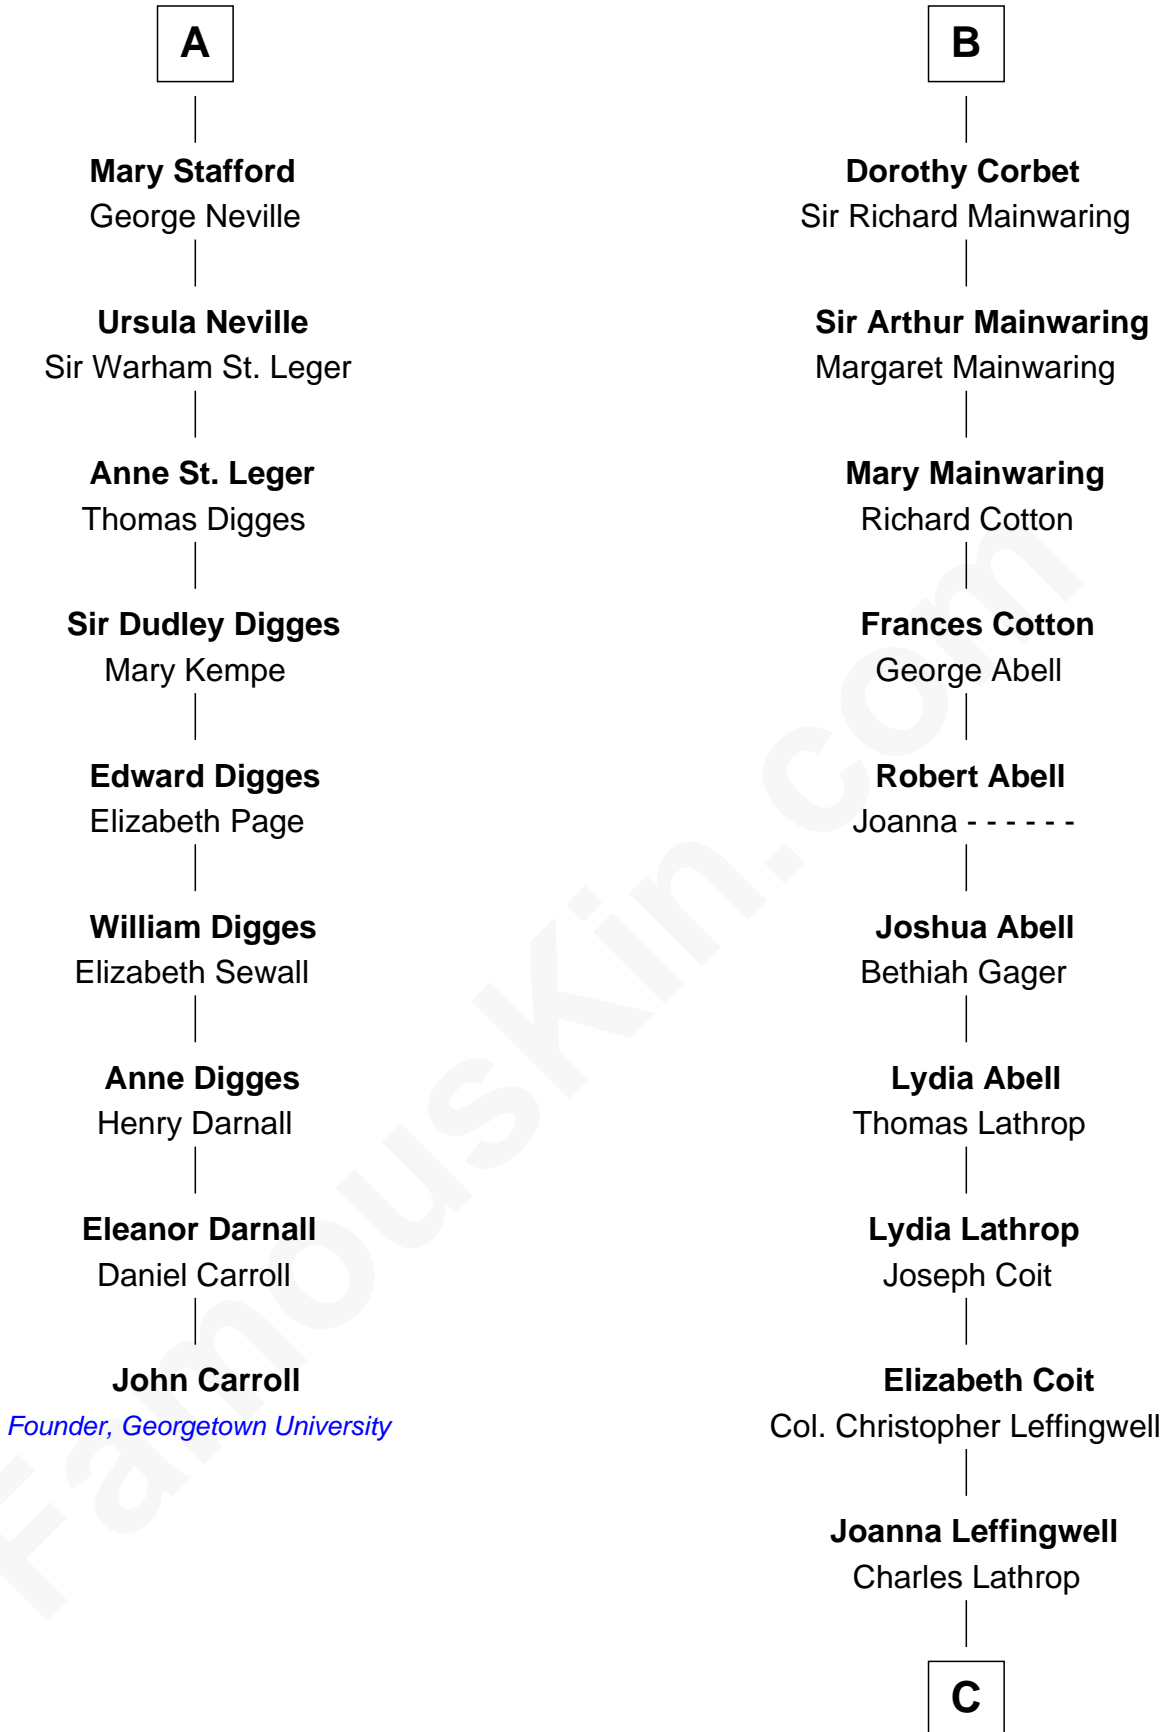 A
Mary Stafford
George Neville
Ursula Neville
Sir Warham St. Leger
Anne St. Leger
Thomas Digges
Sir Dudley Digges
Mary Kempe
Edward Digges
Elizabeth Page
William Digges
Elizabeth Sewall
Anne Digges
Henry Darnall
Eleanor Darnall
Daniel Carroll
John Carroll
Founder, Georgetown University
B
Dorothy Corbet
Sir Richard Mainwaring
Sir Arthur Mainwaring
Margaret Mainwaring
Mary Mainwaring
Richard Cotton
Frances Cotton
George Abell
Robert Abell
Joanna - - - - - -
Joshua Abell
Bethiah Gager
Lydia Abell
Thomas Lathrop
Lydia Lathrop
Joseph Coit
Elizabeth Coit
Col. Christopher Leffingwell
Joanna Leffingwell
Charles Lathrop
C
FamousKin.com